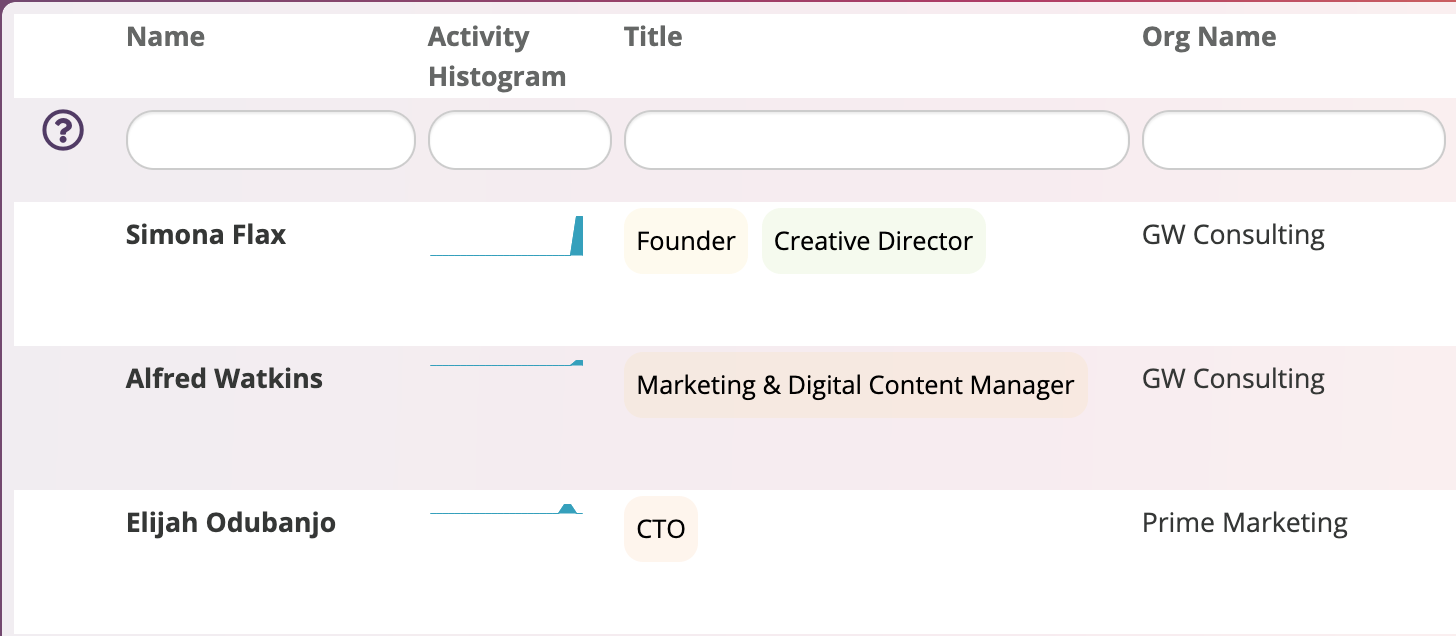 Name Activity Histogram Title Org Name
?
Simona Flax Founder Creative Director GW Consulting
Alfred Watkins Marketing & Digital Content Manager GW Consulting
Elijah Odubanjo CTO Prime Marketing